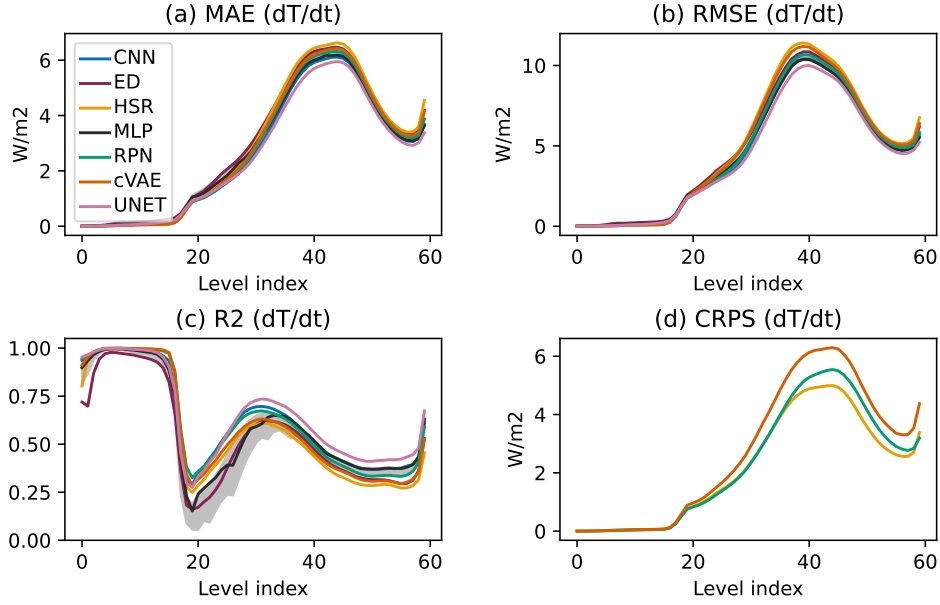 (a) MAE (dT/dt)
W/m2
6
4
2
0
CNN
ED
HSR
MLP
RPN
cVAE
UNET
0 20 40 60
Level index
(b) RMSE (dT/dt)
W/m2
10
5
0
0 20 40 60
Level index
(c) R2 (dT/dt)
1.00
0.75
0.50
0.25
0.00
0 20 40 60
Level index
(d) CRPS (dT/dt)
W/m2
6
4
2
0
0 20 40 60
Level index